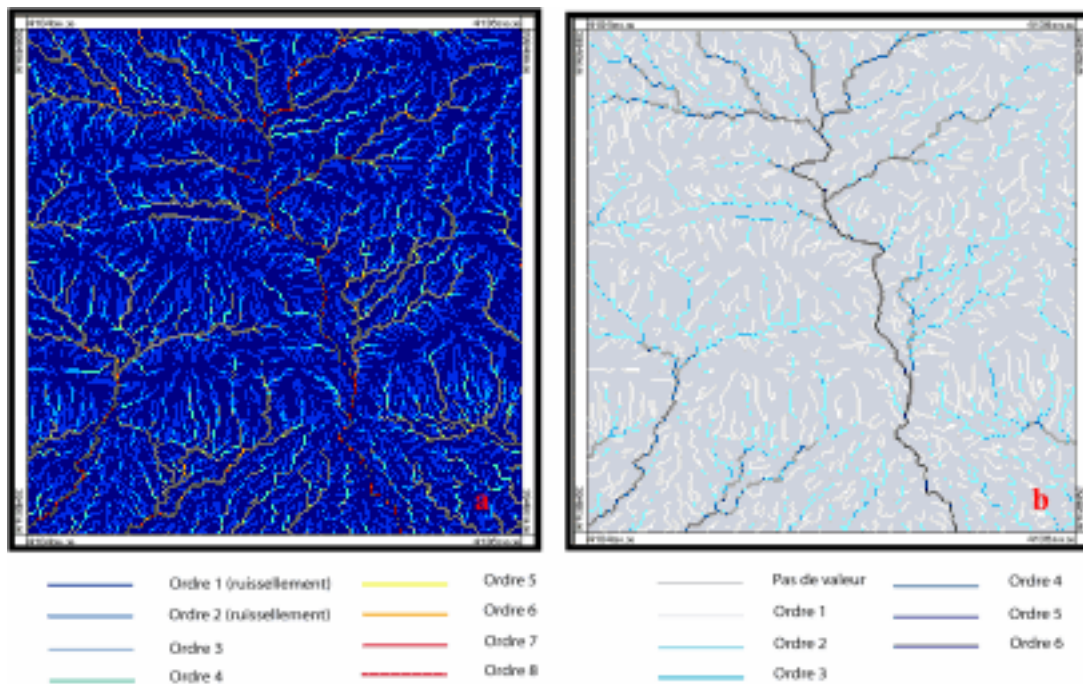 a
b
Ordre 1 (ruissellement)
Ordre 2 (ruissellement)
Ordre 3
Ordre 4
Ordre 5
Ordre 6
Ordre 7
Ordre 8
Pas de valeur
Ordre 1
Ordre 2
Ordre 3
Ordre 4
Ordre 5
Ordre 6